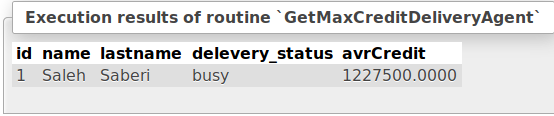 Execution results of routine `GetMaxCreditDeliveryAgent`
id name lastname delevery_status avrCredit
1 Saleh Saberi busy 1227500.0000